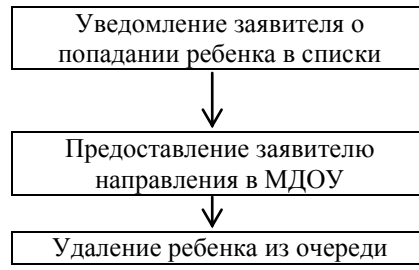 Уведомление заявителя о
попадании ребенка в списки
Предоставление заявителю
направления в МДОУ
Удаление ребенка из очереди